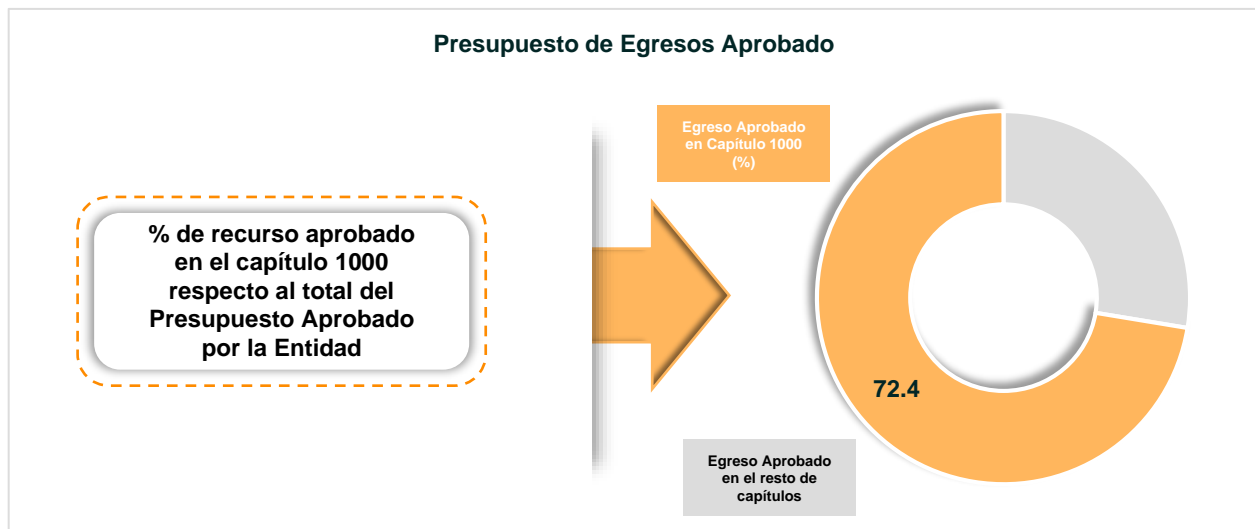 Presupuesto de Egresos Aprobado
Egreso Aprobado
en Capítulo 1000
(%)
% de recurso aprobado
en el capítulo 1000
respecto al total del
Presupuesto Aprobado
por la Entidad
72.4
Egreso Aprobado
en el resto de
capítulos